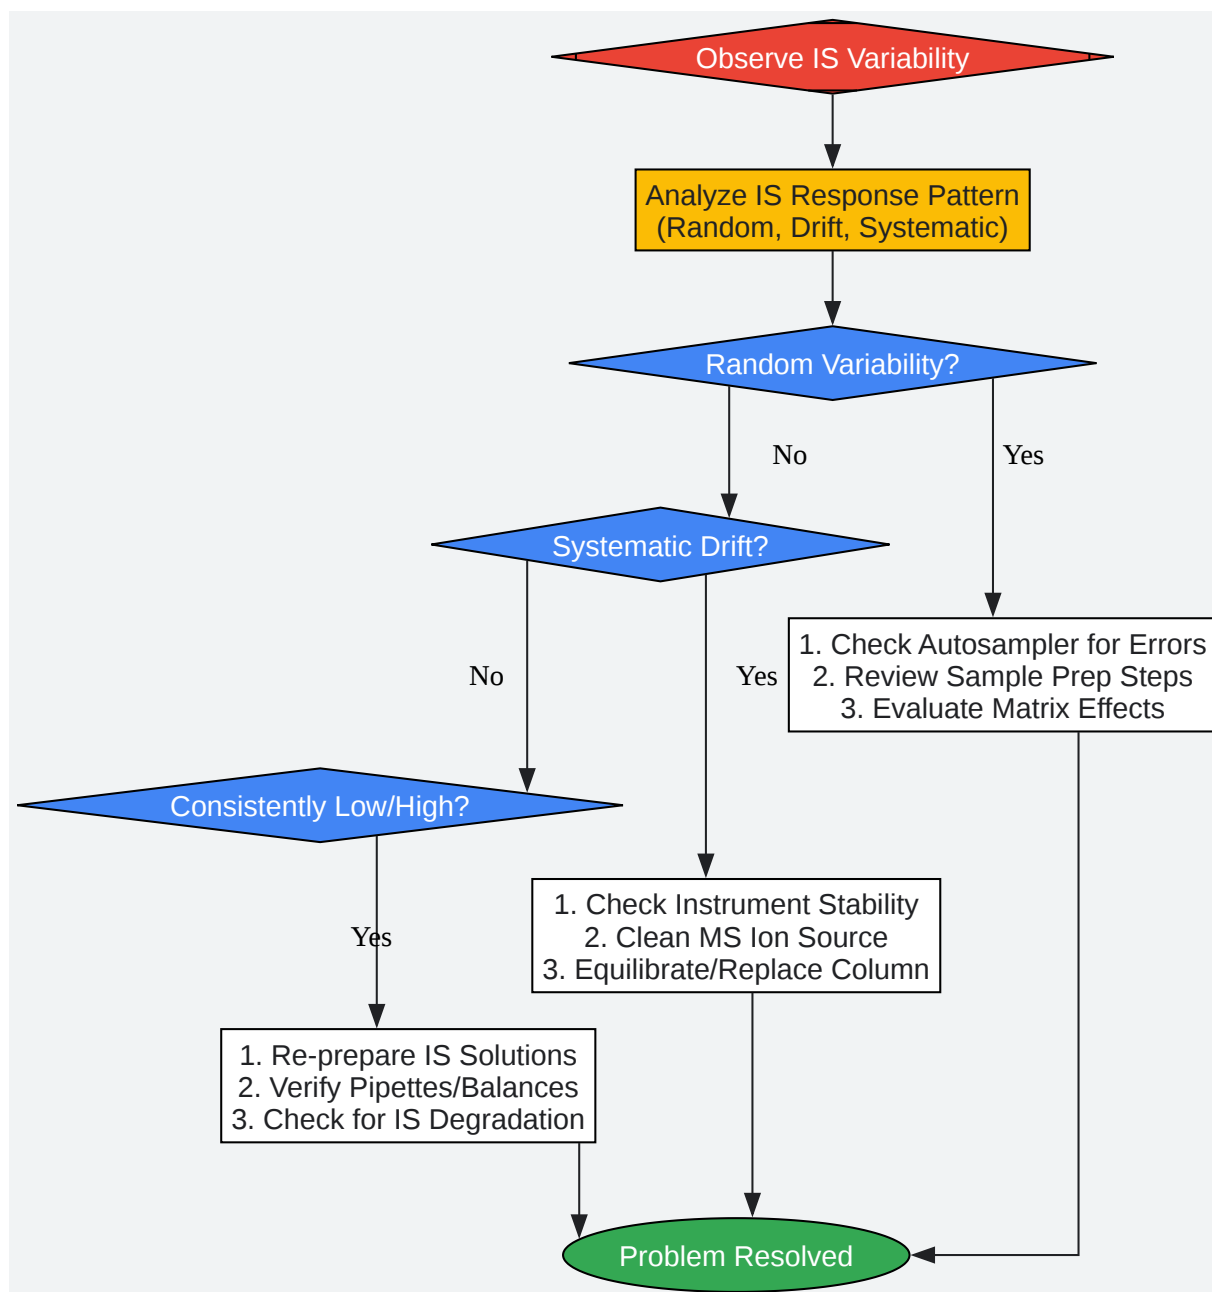 Observe IS Variability
Analyze IS Response Pattern
(Random, Drift, Systematic)
Random Variability?
No
Yes
Systematic Drift?
1. Check Autosampler for Errors
2. Review Sample Prep Steps
3. Evaluate Matrix Effects
No
Yes
Consistently Low/High?
1. Check Instrument Stability
2. Clean MS Ion Source
3. Equilibrate/Replace Column
Yes
1. Re-prepare IS Solutions
2. Verify Pipettes/Balances
3. Check for IS Degradation
Problem Resolved